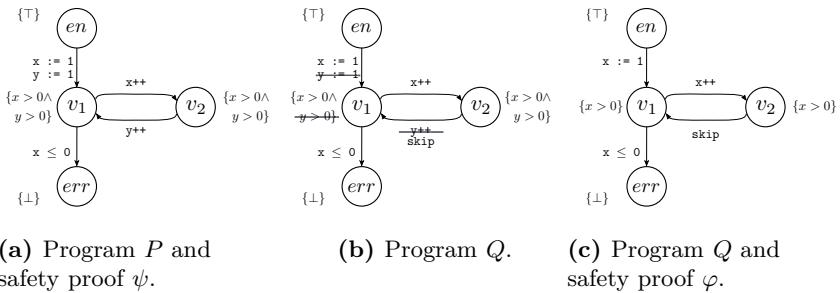 {⊤}
en
x := 1
y := 1
x++
{x > 0∧
y > 0}
v1
v2
{x > 0∧
y > 0}
y++
x ≤ 0
{⊥}
err
(a) Program P and
safety proof ψ.
{⊤}
en
x := 1
y := 1
x++
{x > 0∧
y > 0}
v1
v2
{x > 0∧
y > 0}
y++
skip
x ≤ 0
{⊥}
err
(b) Program Q.
{⊤}
en
x := 1
x++
{x > 0}
v1
v2
{x > 0}
skip
x ≤ 0
{⊥}
err
(c) Program Q and
safety proof φ.